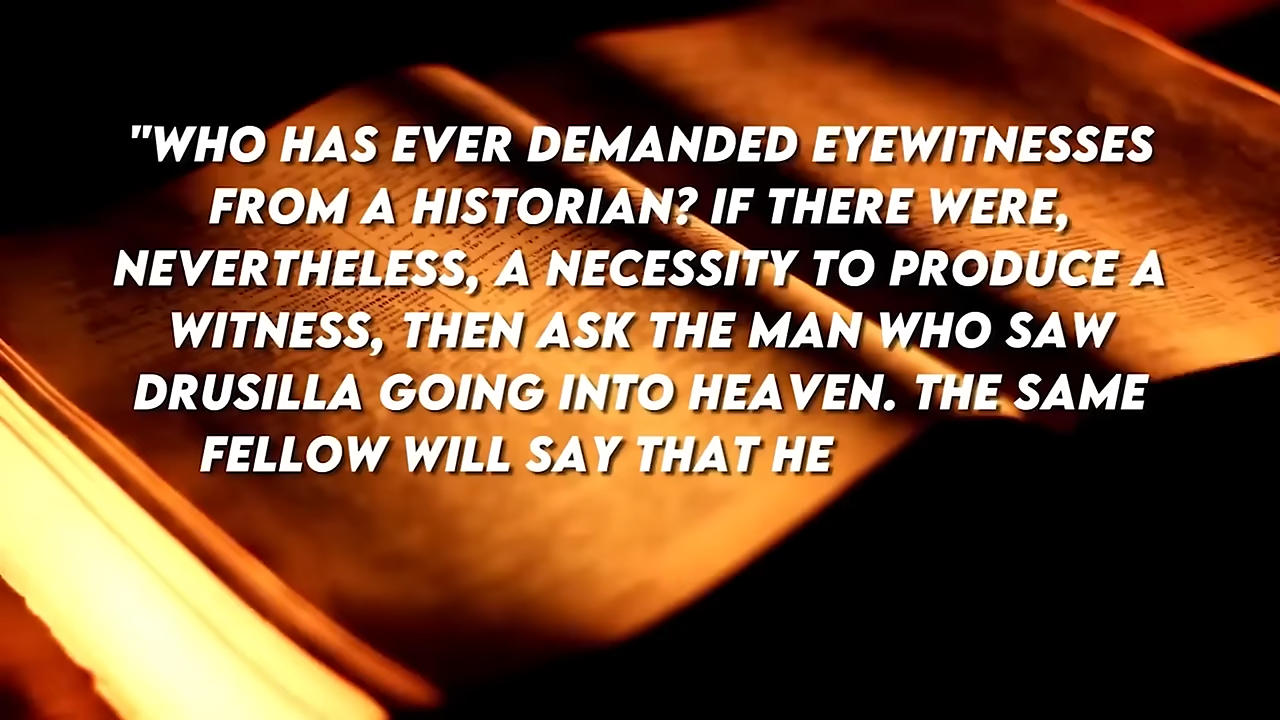 "WHO HAS EVER DEMANDED EYEWITNESSES
FROM A HISTORIAN? IF THERE WERE,
NEVERTHELESS, A NECESSITY TO PRODUCE A
WITNESS, THEN ASK THE MAN WHO SAW
DRUSILLA GOING INTO HEAVEN. THE SAME
FELLOW WILL SAY THAT HE